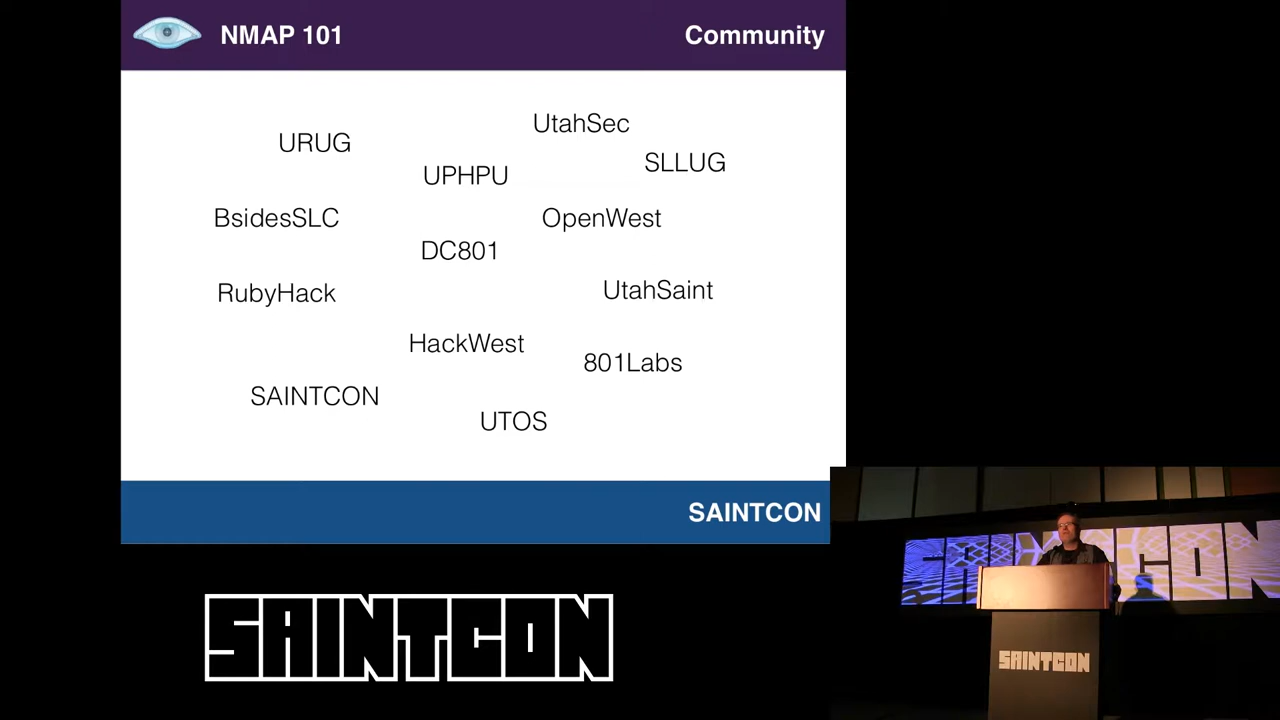 NMAP 101
Community
UtahSec
URUG
SLLUG
UPHPU
BsidesSLC
OpenWest
DC801
RubyHack
UtahSaint
HackWest
801Labs
SAINTCON
UTOS
SAINTCON
SAINTCON
SAINTCON
SAINTCON